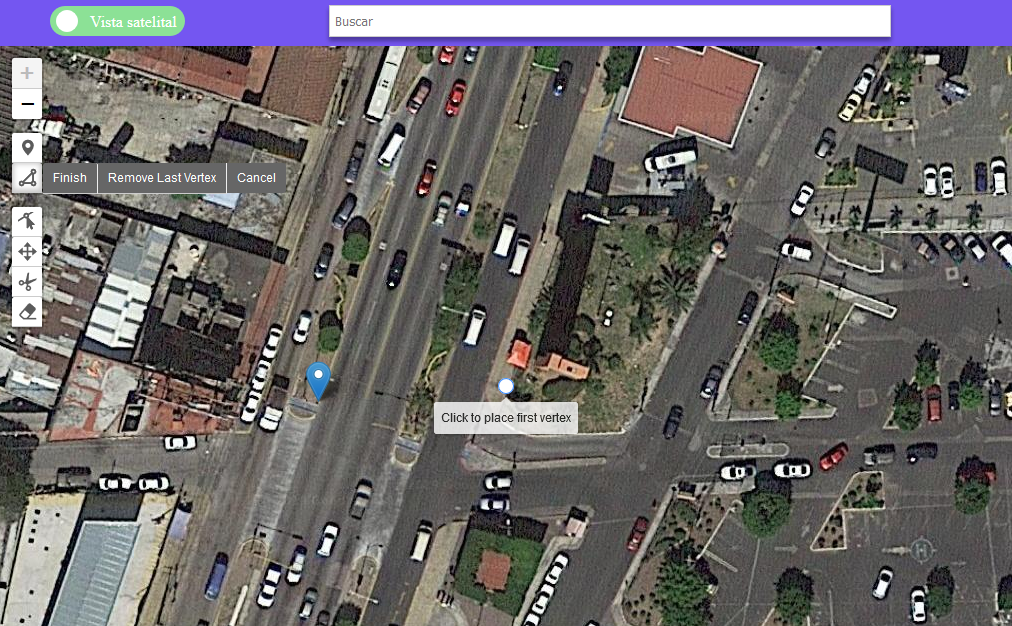 Vista satelital
Buscar
+
−
Finish
Remove Last Vertex
Cancel
Click to place first vertex